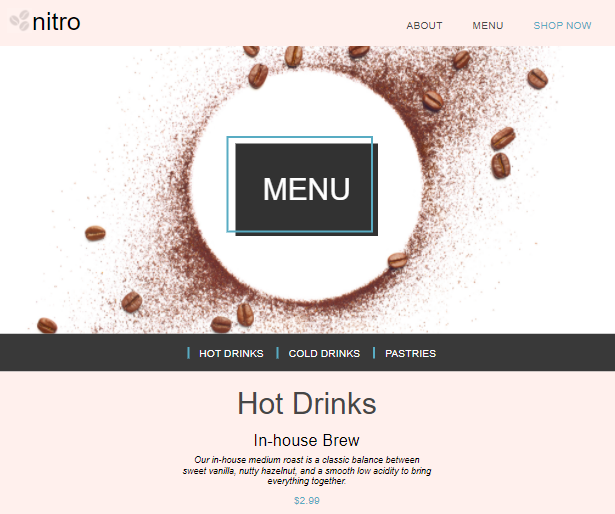 nitro
ABOUT MENU SHOP NOW
MENU
HOT DRINKS COLD DRINKS PASTRIES
Hot Drinks
In-house Brew
Our in-house medium roast is a classic balance between
sweet vanilla, nutty hazelnut, and a smooth low acidity to bring
everything together.
$2.99